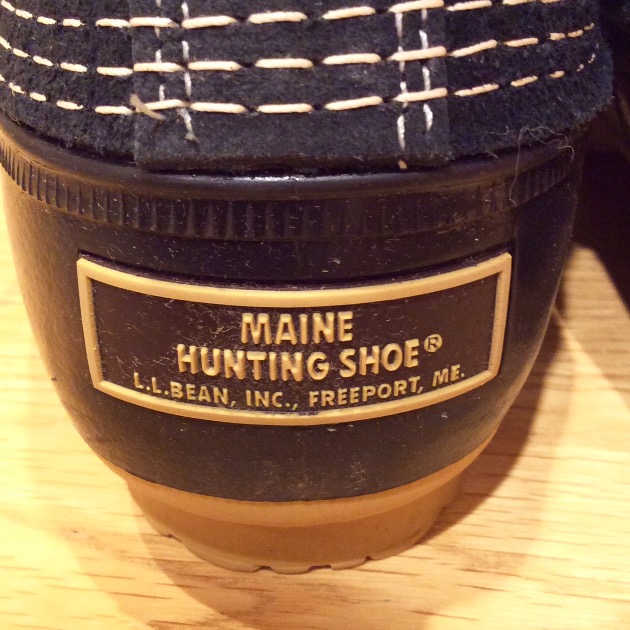 MAINE
HUNTING SHOE®
L.L.BEAN, INC., FREEPORT, ME.